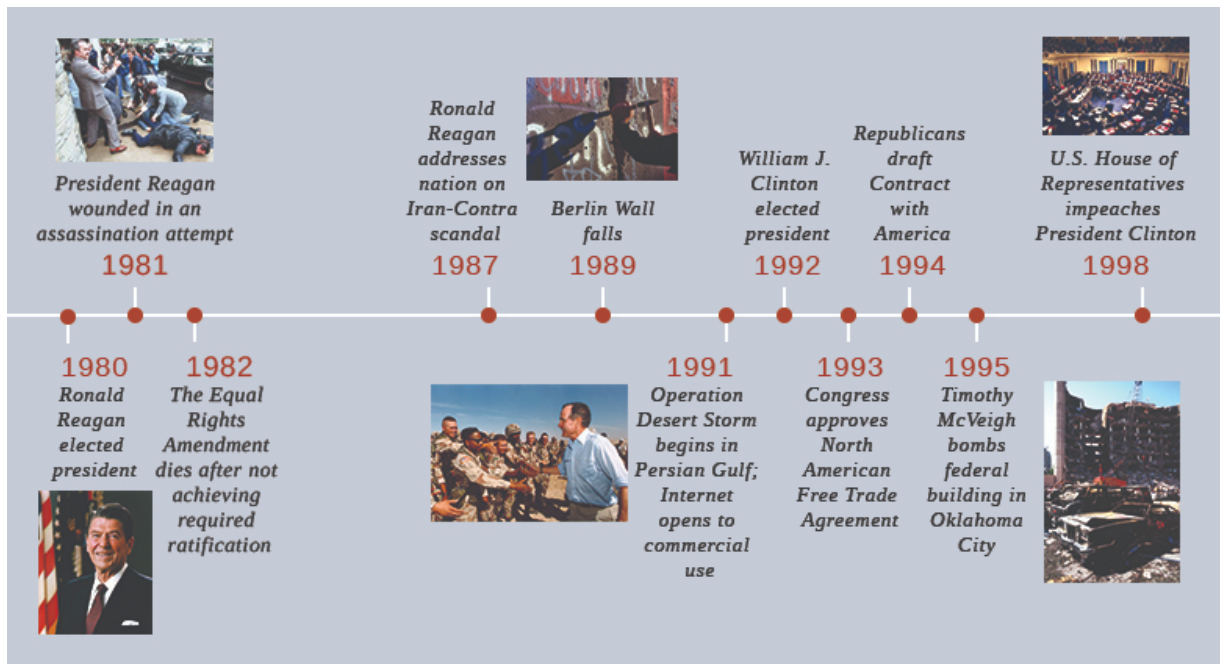 President Reagan
wounded in an
assassination attempt
1981
1980
Ronald
Reagan
elected
president
1982
The Equal
Rights
Amendment
dies after not
achieving
required
ratification
Ronald
Reagan
addresses
nation on
Iran-Contra
scandal
1987
Berlin Wall
falls
1989
1991
Operation
Desert Storm
begins in
Persian Gulf;
Internet
opens to
commercial
use
William J.
Clinton
elected
president
1992
1993
Congress
approves
North
American
Free Trade
Agreement
Republicans
draft
Contract
with
America
1994
1995
Timothy
McVeigh
bombs
federal
building in
Oklahoma
City
U.S. House of
Representatives
impeaches
President Clinton
1998